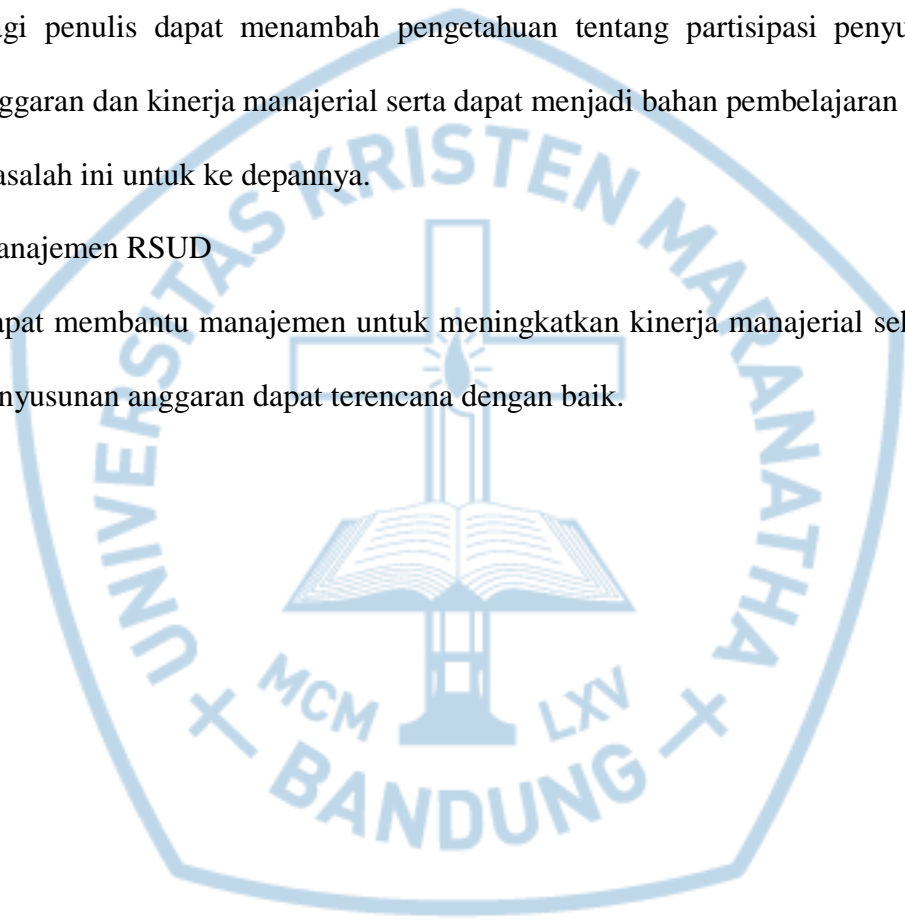 agi penulis dapat menambah pengetahuan tentang partisipasi penyu
ggaran dan kinerja manajerial serta dapat menjadi bahan pembelajaran
asalah ini untuk ke depannya.
anajemen RSUD
apat membantu manajemen untuk meningkatkan kinerja manajerial seh
nyusunan anggaran dapat terencana dengan baik.
UNIVERSITAS KRISTEN MARANATHA
MCM LXV
BANDUNG